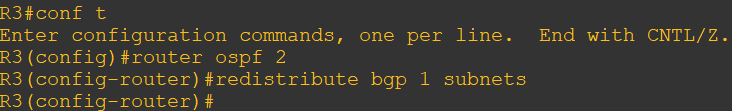 R3#conf t
Enter configuration commands, one per line.  End with CNTL/Z.
R3(config)#router ospf 2
R3(config-router)#redistribute bgp 1 subnets
R3(config-router)#